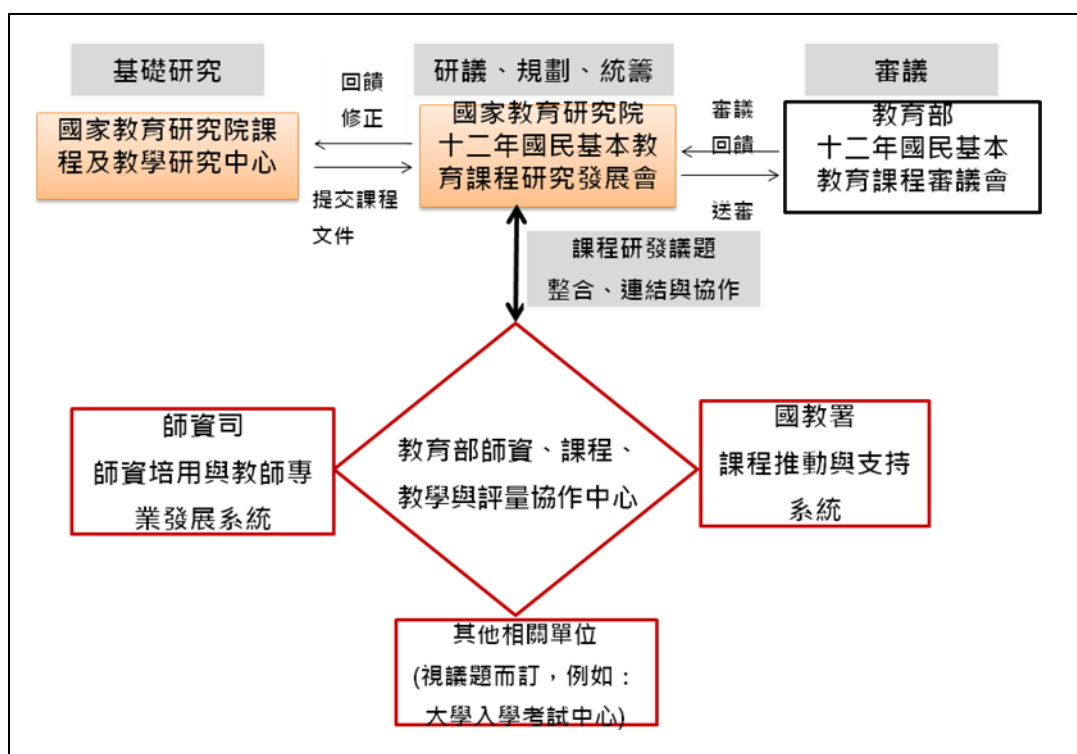 基礎研究
國家教育研究院課
程及教學研究中心
回饋
修正
提交課程
文件
研議、規劃、統籌
國家教育研究院
十二年國民基本教
育課程研究發展會
審議
回饋
送審
審議
教育部
十二年國民基本
教育課程審議會
課程研發議題
整合、連結與協作
師資司
師資培用與教師專
業發展系統
教育部師資、課程、
教學與評量協作中心
國教署
課程推動與支持
系統
其他相關單位
(視議題而訂，例如：
大學入學考試中心)